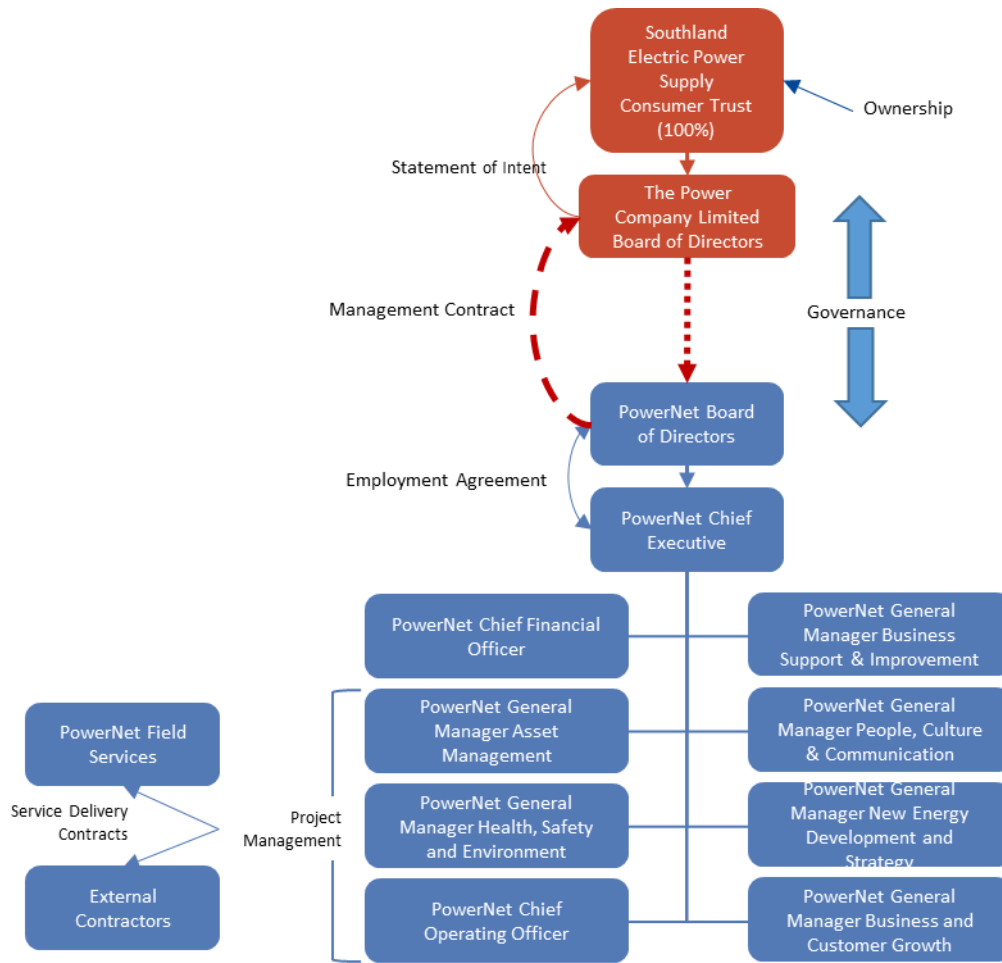 Southland
Electric Power
Supply
Consumer Trust
(100%)
Ownership
Statement of Intent
The Power
Company Limited
Board of Directors
Management Contract
Governance
PowerNet Board
of Directors
Employment Agreement
PowerNet Chief
Executive
PowerNet Chief Financial
Officer
PowerNet General
Manager Business
Support & Improvement
PowerNet General
Manager Asset
Management
PowerNet General
Manager People, Culture
& Communication
PowerNet Field
Services
Service Delivery
Contracts
Project
Management
PowerNet General
Manager Health, Safety
and Environment
PowerNet General
Manager New Energy
Development and
Strategy
External
Contractors
PowerNet Chief
Operating Officer
PowerNet General
Manager Business and
Customer Growth